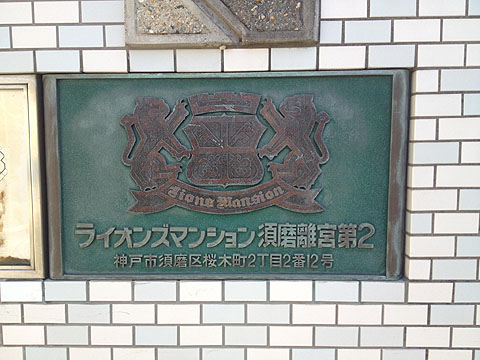 Lions Mansion
ライオンズマンション須磨離宮第2
神戸市須磨区桜木町2丁目2番12号